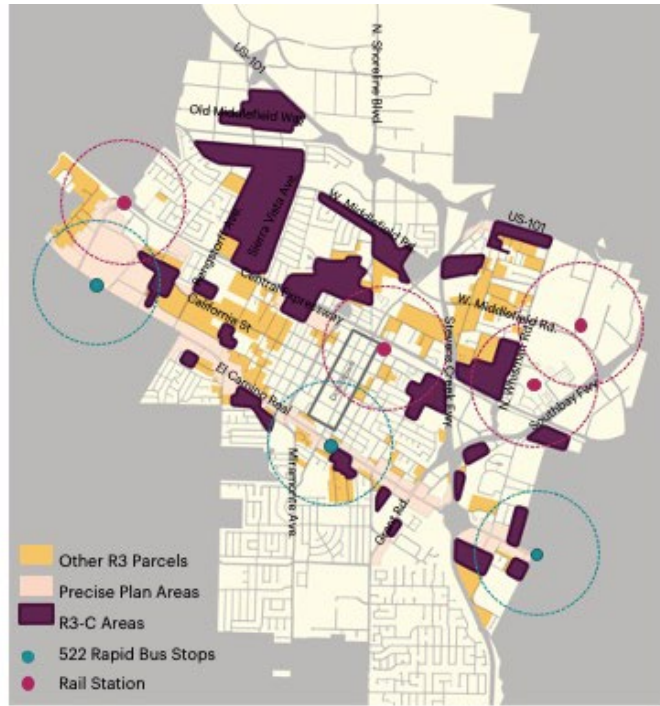 US-101
N. Shoreline Blvd.
Old Middlefield Way
Sierra Vista Ave.
Rengstorff Ave.
W. Middlefield Rd.
US-101
Central Expressway
W. Middlefield Rd.
California St.
Stevens Creek Fwy
N. Whisman Rd.
Southbay Fwy
El Camino Real
Miramonte Ave.
Grant Rd.
Other R3 Parcels
Precise Plan Areas
R3-C Areas
522 Rapid Bus Stops
Rail Station